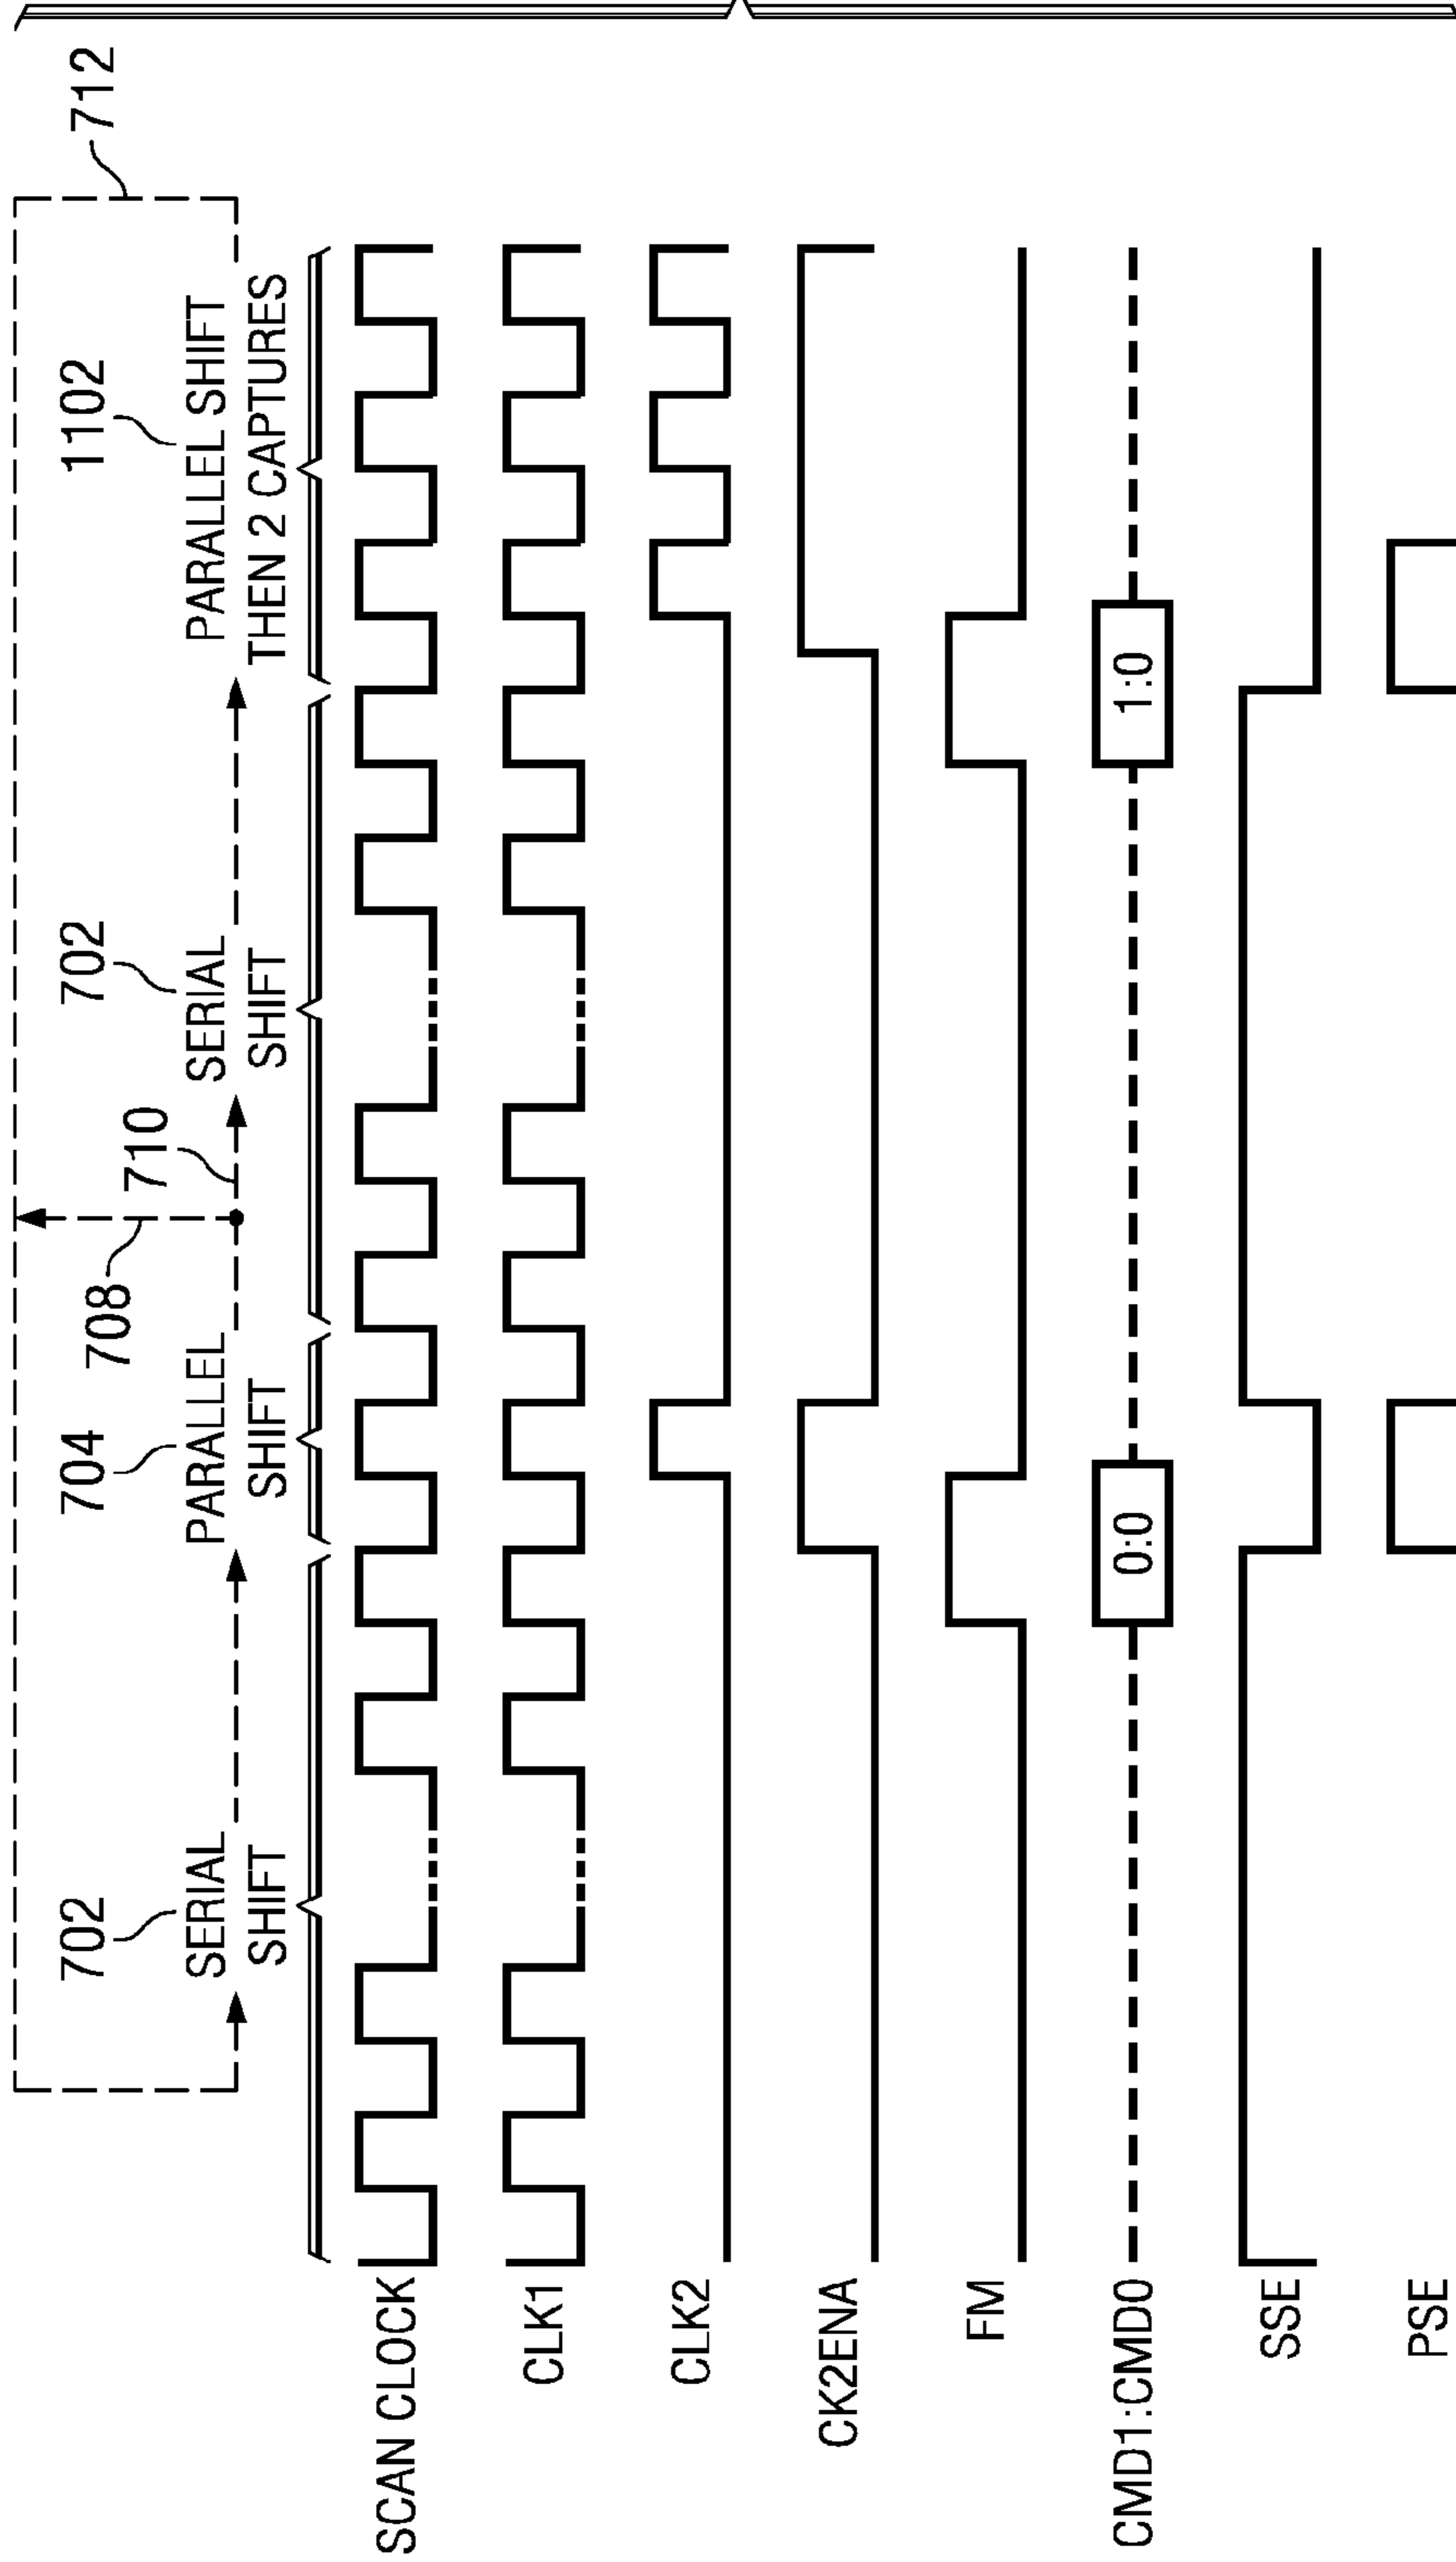 712
708
710
702
704
702
1102
SERIAL
SHIFT
PARALLEL
SHIFT
SERIAL
SHIFT
PARALLEL SHIFT
THEN 2 CAPTURES
SCAN CLOCK
CLK1
CLK2
CK2ENA
FM
CMD1:CMD0
0:0
1:0
SSE
PSE